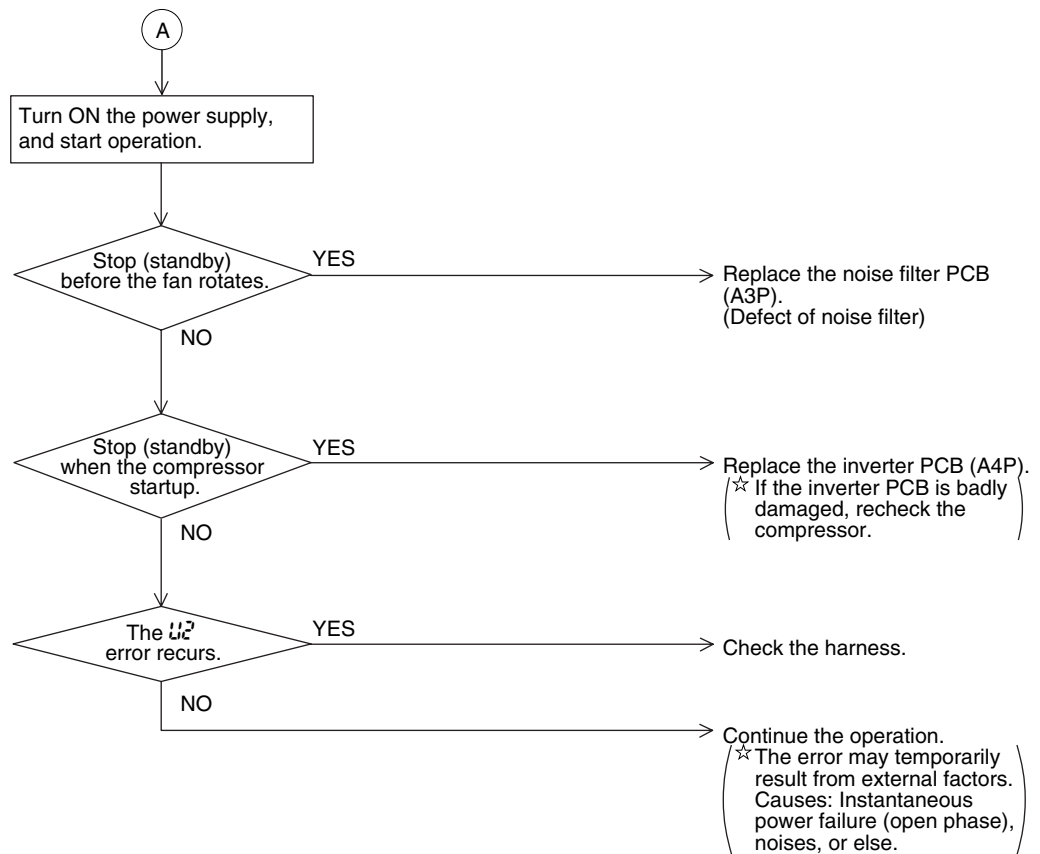 A
Turn ON the power supply,
and start operation.
Stop (standby)
before the fan rotates.
YES
Replace the noise filter PCB
(A3P).
(Defect of noise filter)
NO
Stop (standby)
when the compressor
startup.
YES
Replace the inverter PCB (A4P).
☆ If the inverter PCB is badly
damaged, recheck the
compressor.
NO
The U2
error recurs.
YES
Check the harness.
NO
Continue the operation.
☆ The error may temporarily
result from external factors.
Causes: Instantaneous
power failure (open phase),
noises, or else.